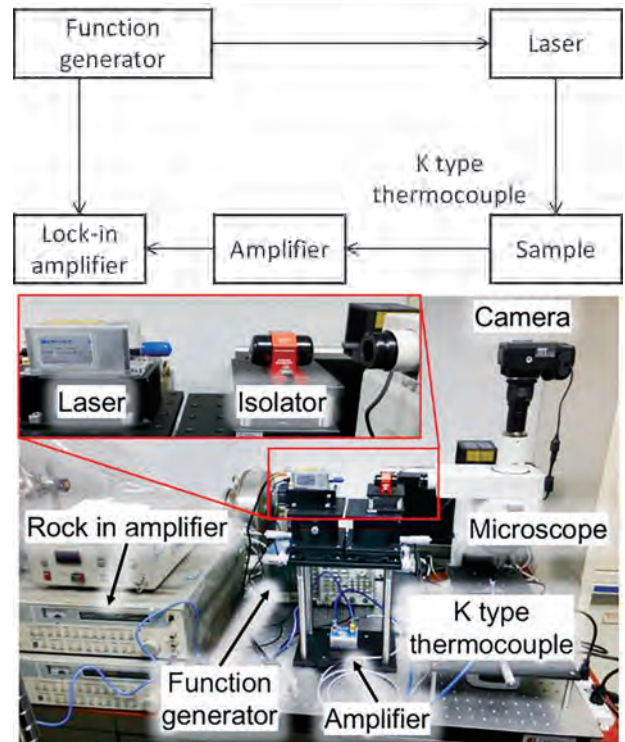 Function
generator
Laser
K type
thermocouple
Lock-in
amplifier
Amplifier
Sample
Camera
Laser
Isolator
Rock in amplifier
Microscope
K type
thermocouple
Function
generator
Amplifier